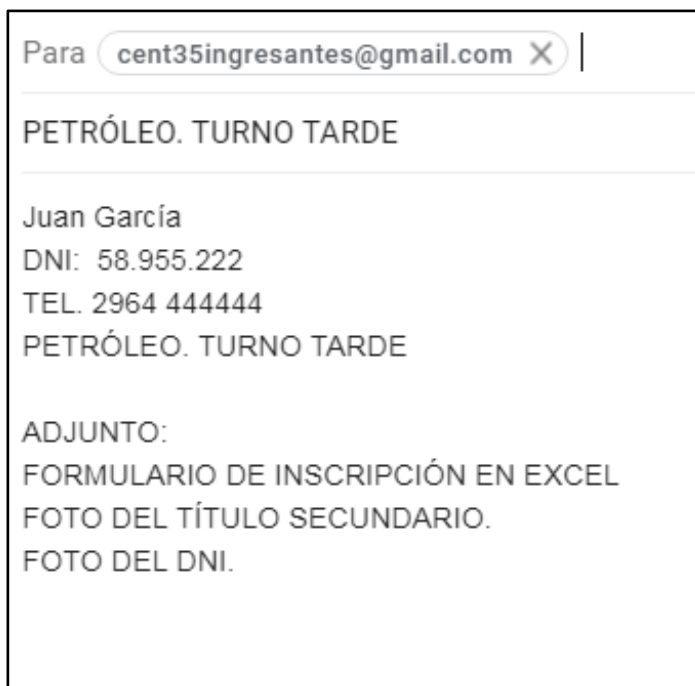 Para cent35ingresantes@gmail.com
PETRÓLEO. TURNO TARDE
Juan García
DNI:  58.955.222
TEL. 2964 444444
PETRÓLEO. TURNO TARDE
ADJUNTO:
FORMULARIO DE INSCRIPCIÓN EN EXCEL
FOTO DEL TÍTULO SECUNDARIO.
FOTO DEL DNI.